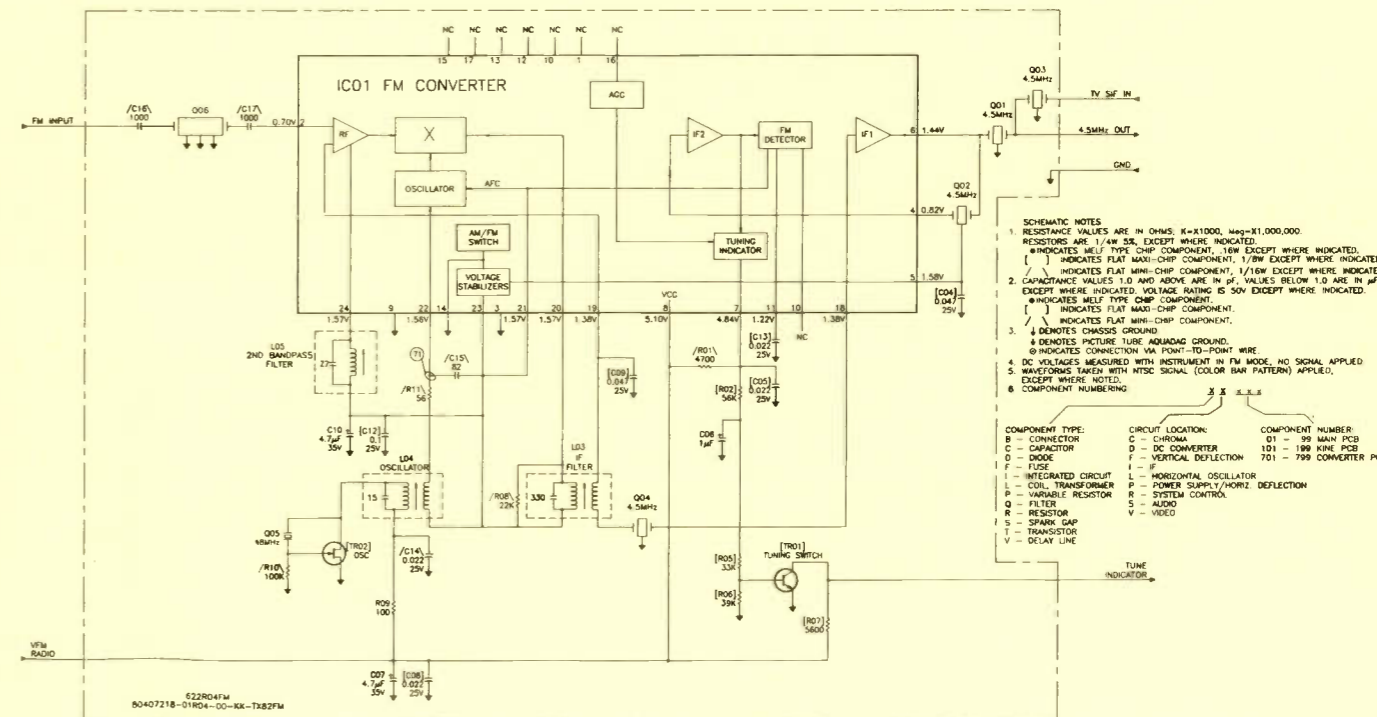 NC NC NC NC NC NC NC
15 17 13 12 10 1 16
IC01 FM CONVERTER
AGC
FM INPUT
/C16\
1000
Q06
/C17\
1000
0.70V 2
RF
X
OSCILLATOR
AFC
AM/FM
SWITCH
VOLTAGE
STABILIZERS
IF2
FM
DETECTOR
TUNING
INDICATOR
IF1
6 1.44V
4 0.82V
5 1.58V
Q03
4.5MHz
Q01
4.5MHz
Q02
4.5MHz
TV SIF IN
4.5MHz OUT
GND
[C04]
0.047
25V
VCC
24 9 22 14 23 3 21 20 19 8 7 11 10 18
1.57V 1.58V 1.57V 1.57V 1.38V 5.10V 4.84V 1.22V NC 1.38V
L05
2ND BANDPASS
FILTER
27
71
/C15\
82
/R11\
56
[C09]
0.047
25V
/R01\
4700
[C13]
0.022
25V
[R02]
56K
[C05]
0.022
25V
C06
1µF
C10
4.7µF
35V
[C12]
0.1
25V
L04
OSCILLATOR
15
L03
IF
FILTER
330
/R08\
22K
Q04
4.5MHz
Q05
[TR02]
OSC
/R10\
100K
/C14\
0.022
25V
R09
100
[R05]
33K
[R06]
39K
[TR01]
TUNING SWITCH
[R07]
5600
TUNE
INDICATOR
VFM
RADIO
C07
4.7µF
35V
[C08]
0.022
25V
622R04FM
80407218-01R04-00-KK-TX82FM
SCHEMATIC NOTES
1. RESISTANCE VALUES ARE IN OHMS; K=X1000, Meg=X1,000,000.
RESISTORS ARE 1/4W 5%, EXCEPT WHERE INDICATED.
INDICATES MELF TYPE CHIP COMPONENT, .16W EXCEPT WHERE INDICATED.
[ ] INDICATES FLAT MAXI-CHIP COMPONENT, 1/8W EXCEPT WHERE INDICATED
/ \ INDICATES FLAT MINI-CHIP COMPONENT, 1/16W EXCEPT WHERE INDICATE
2. CAPACITANCE VALUES 1.0 AND ABOVE ARE IN pF, VALUES BELOW 1.0 ARE IN µF
EXCEPT WHERE INDICATED. VOLTAGE RATING IS 50V EXCEPT WHERE INDICATED.
INDICATES MELF TYPE CHIP COMPONENT.
[ ] INDICATES FLAT MAXI-CHIP COMPONENT.
/ \ INDICATES FLAT MINI-CHIP COMPONENT.
3. DENOTES CHASSIS GROUND
DENOTES PICTURE TUBE AQUADAG GROUND.
INDICATES CONNECTION VIA POINT-TO-POINT WIRE.
4. DC VOLTAGES MEASURED WITH INSTRUMENT IN FM MODE, NO SIGNAL APPLIED
5. WAVEFORMS TAKEN WITH NTSC SIGNAL (COLOR BAR PATTERN) APPLIED,
EXCEPT WHERE NOTED.
6 COMPONENT NUMBERING
X X X X X
COMPONENT TYPE:
B - CONNECTOR
C - CAPACITOR
D - DIODE
F - FUSE
I - INTEGRATED CIRCUIT
L - COIL, TRANSFORMER
P - VARIABLE RESISTOR
Q - FILTER
R - RESISTOR
S - SPARK GAP
T - TRANSISTOR
V - DELAY LINE
CIRCUIT LOCATION:
C - CHROMA
D - DC CONVERTER
F - VERTICAL DEFLECTION
I - IF
L - HORIZONTAL OSCILLATOR
P - POWER SUPPLY/HORIZ. DEFLECTION
R - SYSTEM CONTROL
S - AUDIO
V - VIDEO
COMPONENT NUMBER:
01 - 99 MAIN PCB
101 - 199 KINE PCB
701 - 799 CONVERTER P